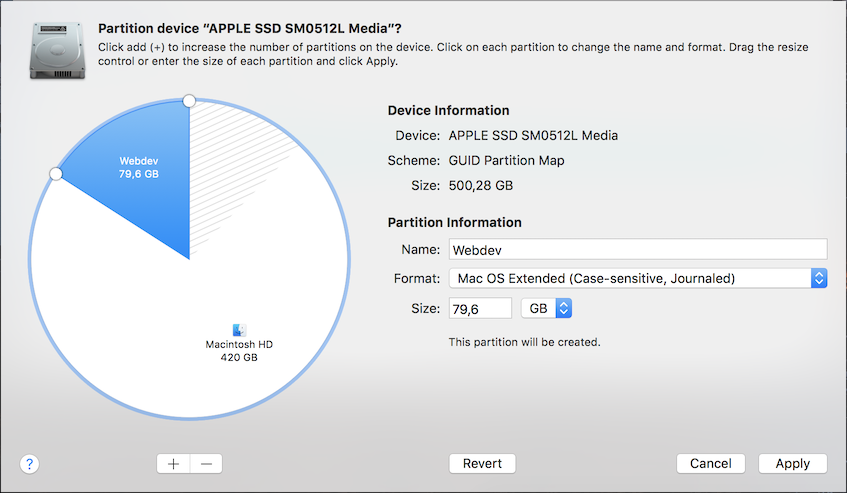 Partition device “APPLE SSD SM0512L Media”?
Click add (+) to increase the number of partitions on the device. Click on each partition to change the name and format. Drag the resize
control or enter the size of each partition and click Apply.
Webdev
79,6 GB
Macintosh HD
420 GB
Device Information
Device: APPLE SSD SM0512L Media
Scheme: GUID Partition Map
Size: 500,28 GB
Partition Information
Name: Webdev
Format: Mac OS Extended (Case-sensitive, Journaled)
Size: 79,6 GB
This partition will be created.
? + − Revert Cancel Apply